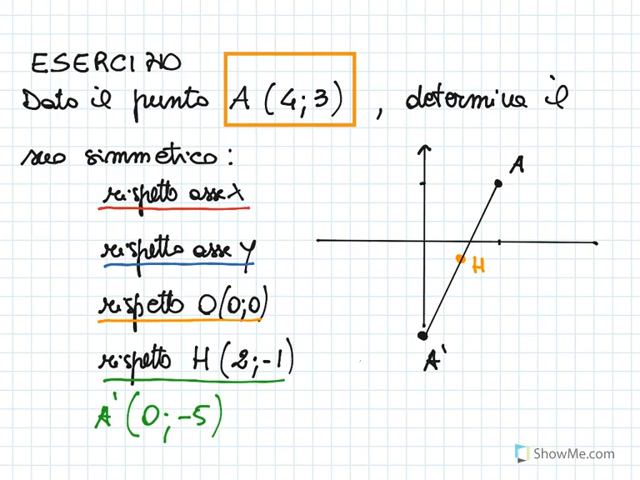 ESERCIZIO
Dato il punto A (4;3), determina il
suo simmetrico:
rispetto asse X
rispetto asse Y
rispetto O(0;0)
rispetto H(2;-1)
A' (0;-5)
A
H
A'
ShowMe.com